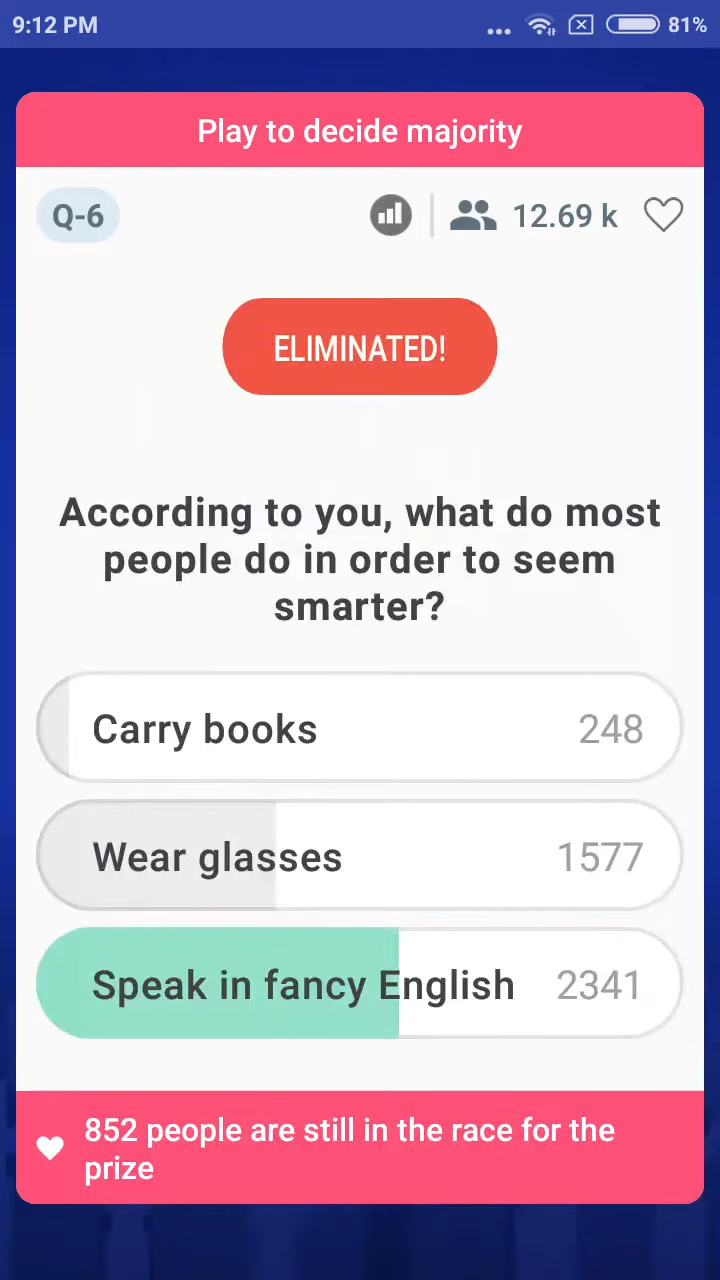 9:12 PM
81%
Play to decide majority
Q-6
12.69 k
ELIMINATED!
According to you, what do most
people do in order to seem
smarter?
Carry books 248
Wear glasses 1577
Speak in fancy English 2341
852 people are still in the race for the
prize